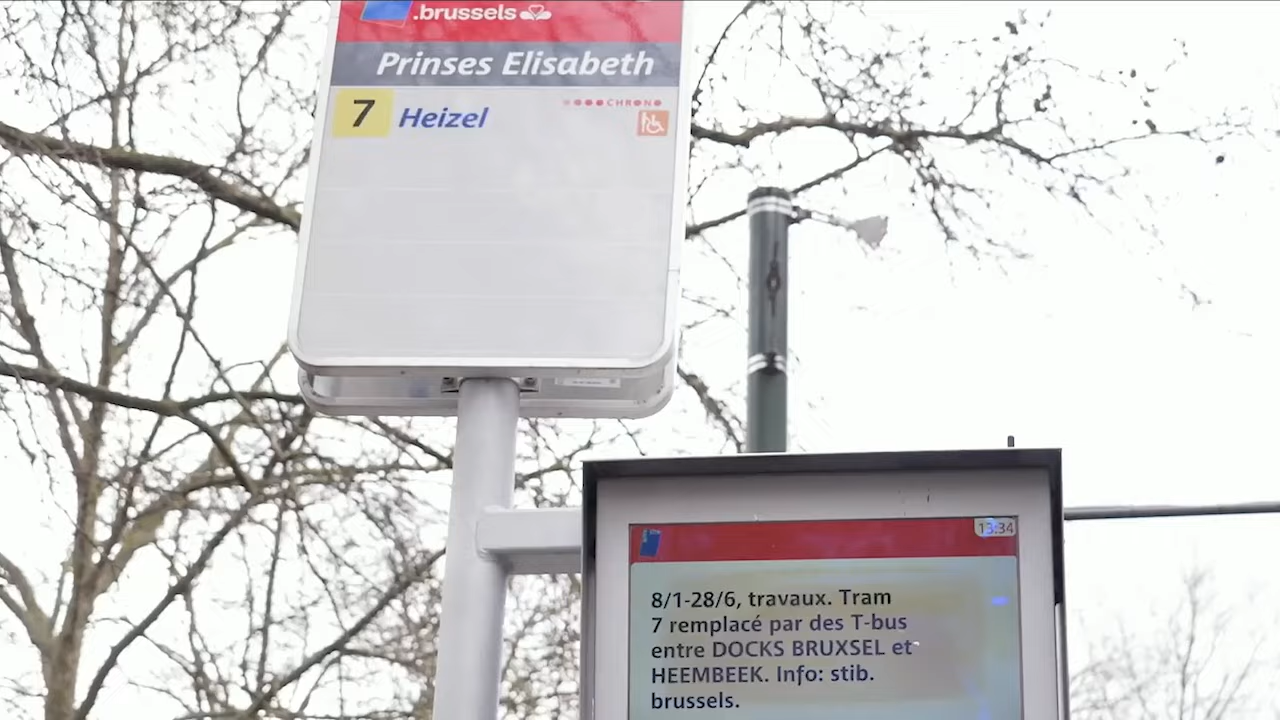 .brussels
Prinses Elisabeth
7 Heizel
CHRONO
13:34
8/1-28/6, travaux. Tram
7 remplacé par des T-bus
entre DOCKS BRUXSEL et
HEEMBEEK. Info: stib.
brussels.